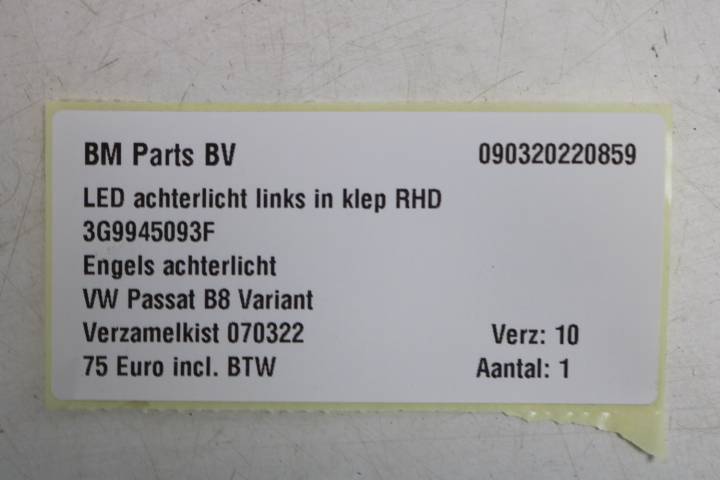 BM Parts BV 090320220859
LED achterlicht links in klep RHD
3G9945093F
Engels achterlicht
VW Passat B8 Variant
Verzamelkist 070322 Verz: 10
75 Euro incl. BTW Aantal: 1